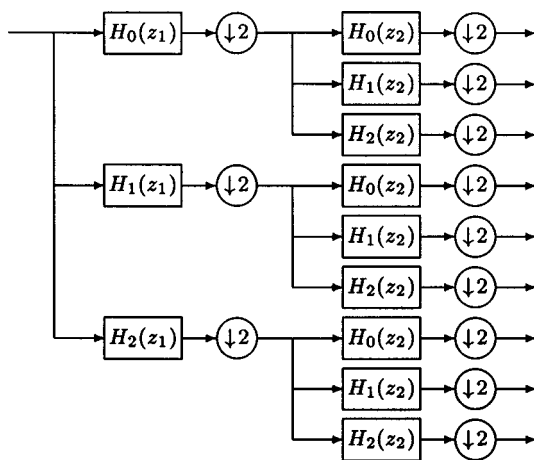 H₀(z₁) ↓2 H₀(z₂) ↓2
H₁(z₂) ↓2
H₂(z₂) ↓2
H₁(z₁) ↓2 H₀(z₂) ↓2
H₁(z₂) ↓2
H₂(z₂) ↓2
H₂(z₁) ↓2 H₀(z₂) ↓2
H₁(z₂) ↓2
H₂(z₂) ↓2